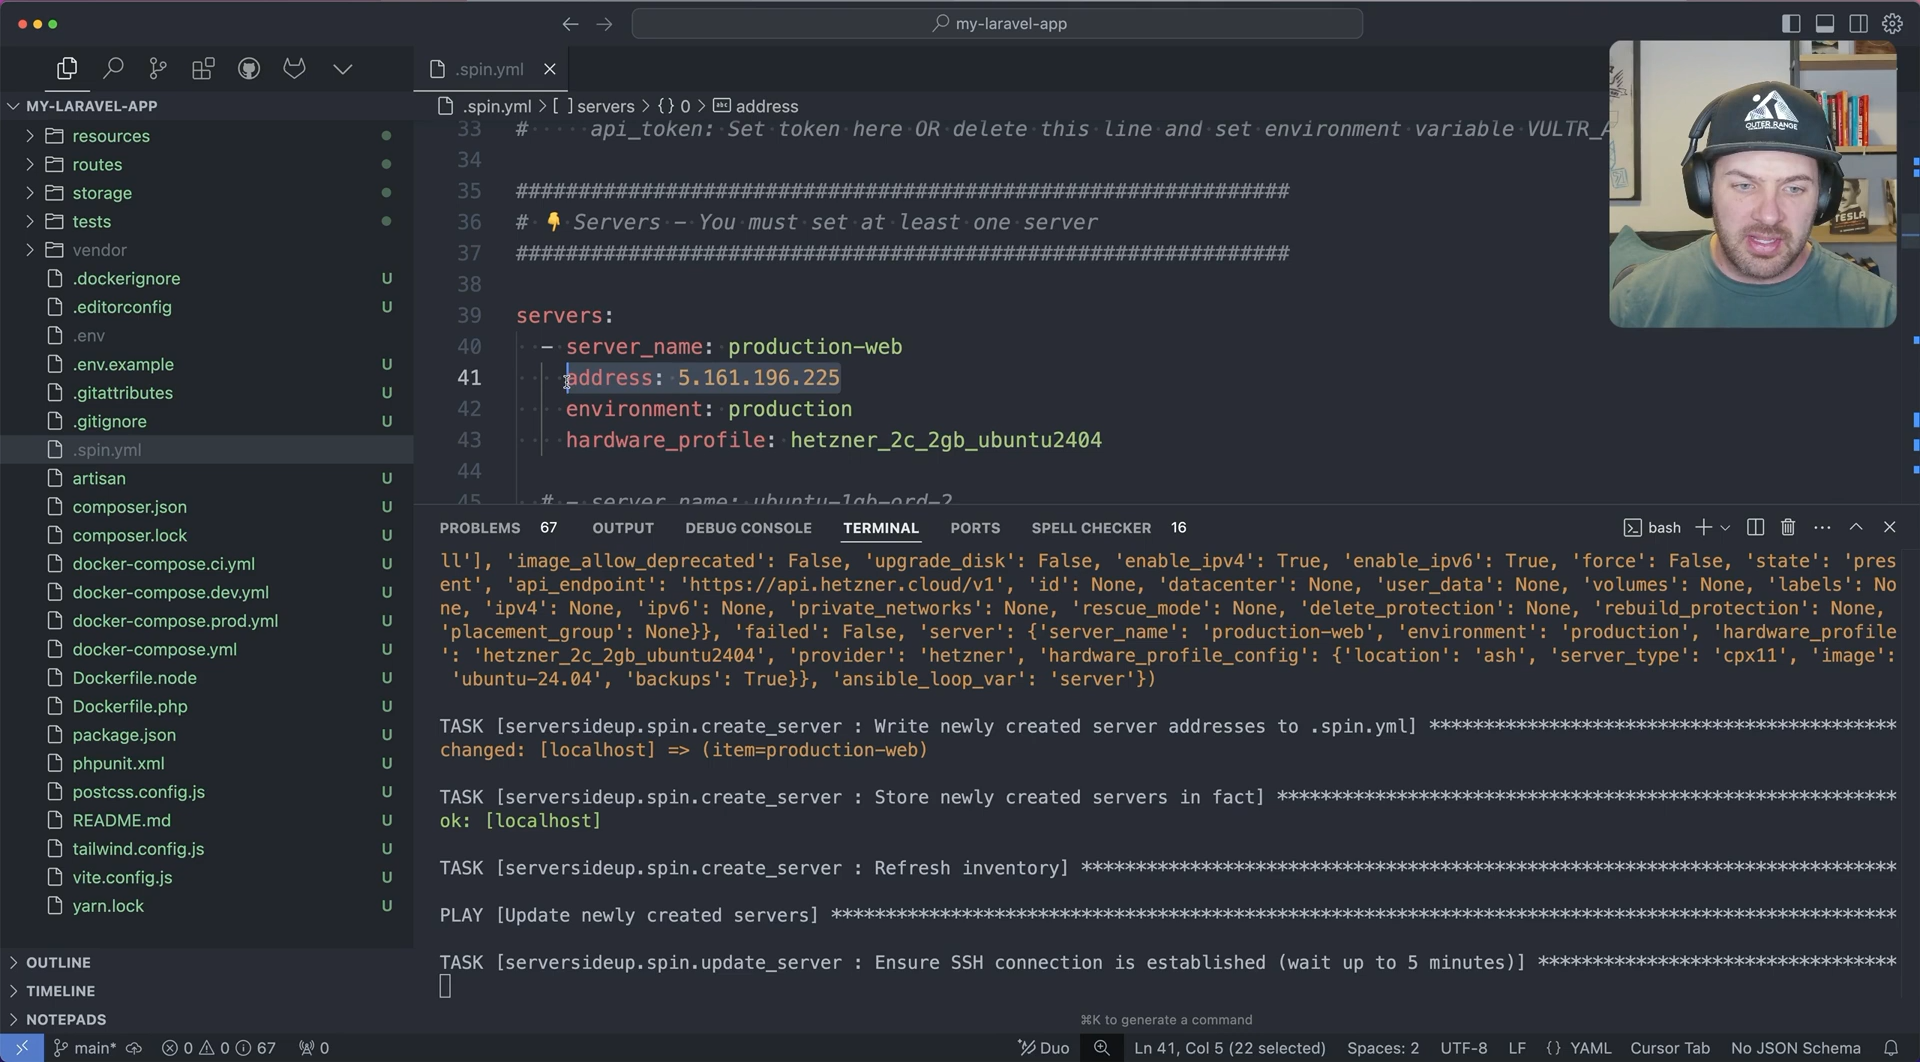 my-laravel-app
.spin.yml
MY-LARAVEL-APP
.spin.yml > [ ] servers > {} 0 > abc address
resources
routes
storage
tests
vendor
.dockerignore U
.editorconfig U
.env
.env.example U
.gitattributes U
.gitignore U
.spin.yml
artisan U
composer.json U
composer.lock U
docker-compose.ci.yml U
docker-compose.dev.yml U
docker-compose.prod.yml U
docker-compose.yml U
Dockerfile.node U
Dockerfile.php U
package.json U
phpunit.xml U
postcss.config.js U
README.md U
tailwind.config.js U
vite.config.js U
yarn.lock U
OUTLINE
TIMELINE
NOTEPADS
33 # api_token: Set token here OR delete this line and set environment variable VULTR_A
34
35 ##############################################################
36 # 👇 Servers - You must set at least one server
37 ##############################################################
38
39 servers:
40 - server_name: production-web
41 address: 5.161.196.225
42 environment: production
43 hardware_profile: hetzner_2c_2gb_ubuntu2404
44
45 # - server_name: ubuntu-1gb-ord-2
OUTER RANGE
TESLA
PROBLEMS 67 OUTPUT DEBUG CONSOLE TERMINAL PORTS SPELL CHECKER 16 bash
ll'], 'image_allow_deprecated': False, 'upgrade_disk': False, 'enable_ipv4': True, 'enable_ipv6': True, 'force': False, 'state': 'pres
ent', 'api_endpoint': 'https://api.hetzner.cloud/v1', 'id': None, 'datacenter': None, 'user_data': None, 'volumes': None, 'labels': No
ne, 'ipv4': None, 'ipv6': None, 'private_networks': None, 'rescue_mode': None, 'delete_protection': None, 'rebuild_protection': None,
'placement_group': None}}, 'failed': False, 'server': {'server_name': 'production-web', 'environment': 'production', 'hardware_profile
': 'hetzner_2c_2gb_ubuntu2404', 'provider': 'hetzner', 'hardware_profile_config': {'location': 'ash', 'server_type': 'cpx11', 'image':
'ubuntu-24.04', 'backups': True}}, 'ansible_loop_var': 'server'})
TASK [serversideup.spin.create_server : Write newly created server addresses to .spin.yml] ***************************************
changed: [localhost] => (item=production-web)
TASK [serversideup.spin.create_server : Store newly created servers in fact] ****************************************************
ok: [localhost]
TASK [serversideup.spin.create_server : Refresh inventory] ********************************************************************
PLAY [Update newly created servers] *****************************************************************************************
TASK [serversideup.spin.update_server : Ensure SSH connection is established (wait up to 5 minutes)] ******************************
⌘K to generate a command
main* 0 0 67 0 Duo Ln 41, Col 5 (22 selected) Spaces: 2 UTF-8 LF {} YAML Cursor Tab No JSON Schema